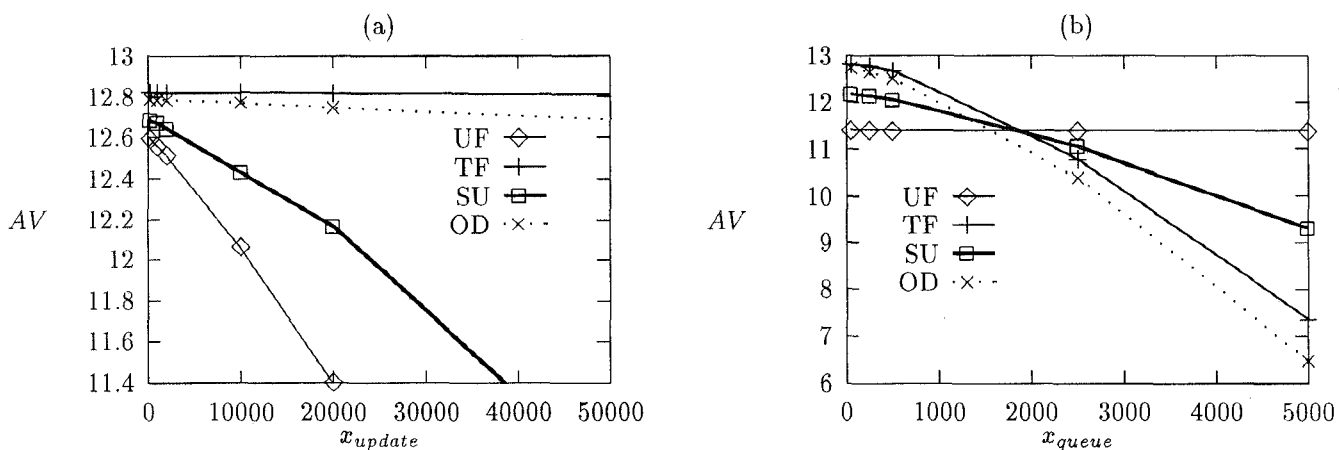 (a)
13
12.8
12.6
12.4
12.2
12
11.8
11.6
11.4
AV
UF
TF
SU
OD
0 10000 20000 30000 40000 50000
x_update
(b)
13
12
11
10
9
8
7
6
AV
UF
TF
SU
OD
0 1000 2000 3000 4000 5000
x_queue